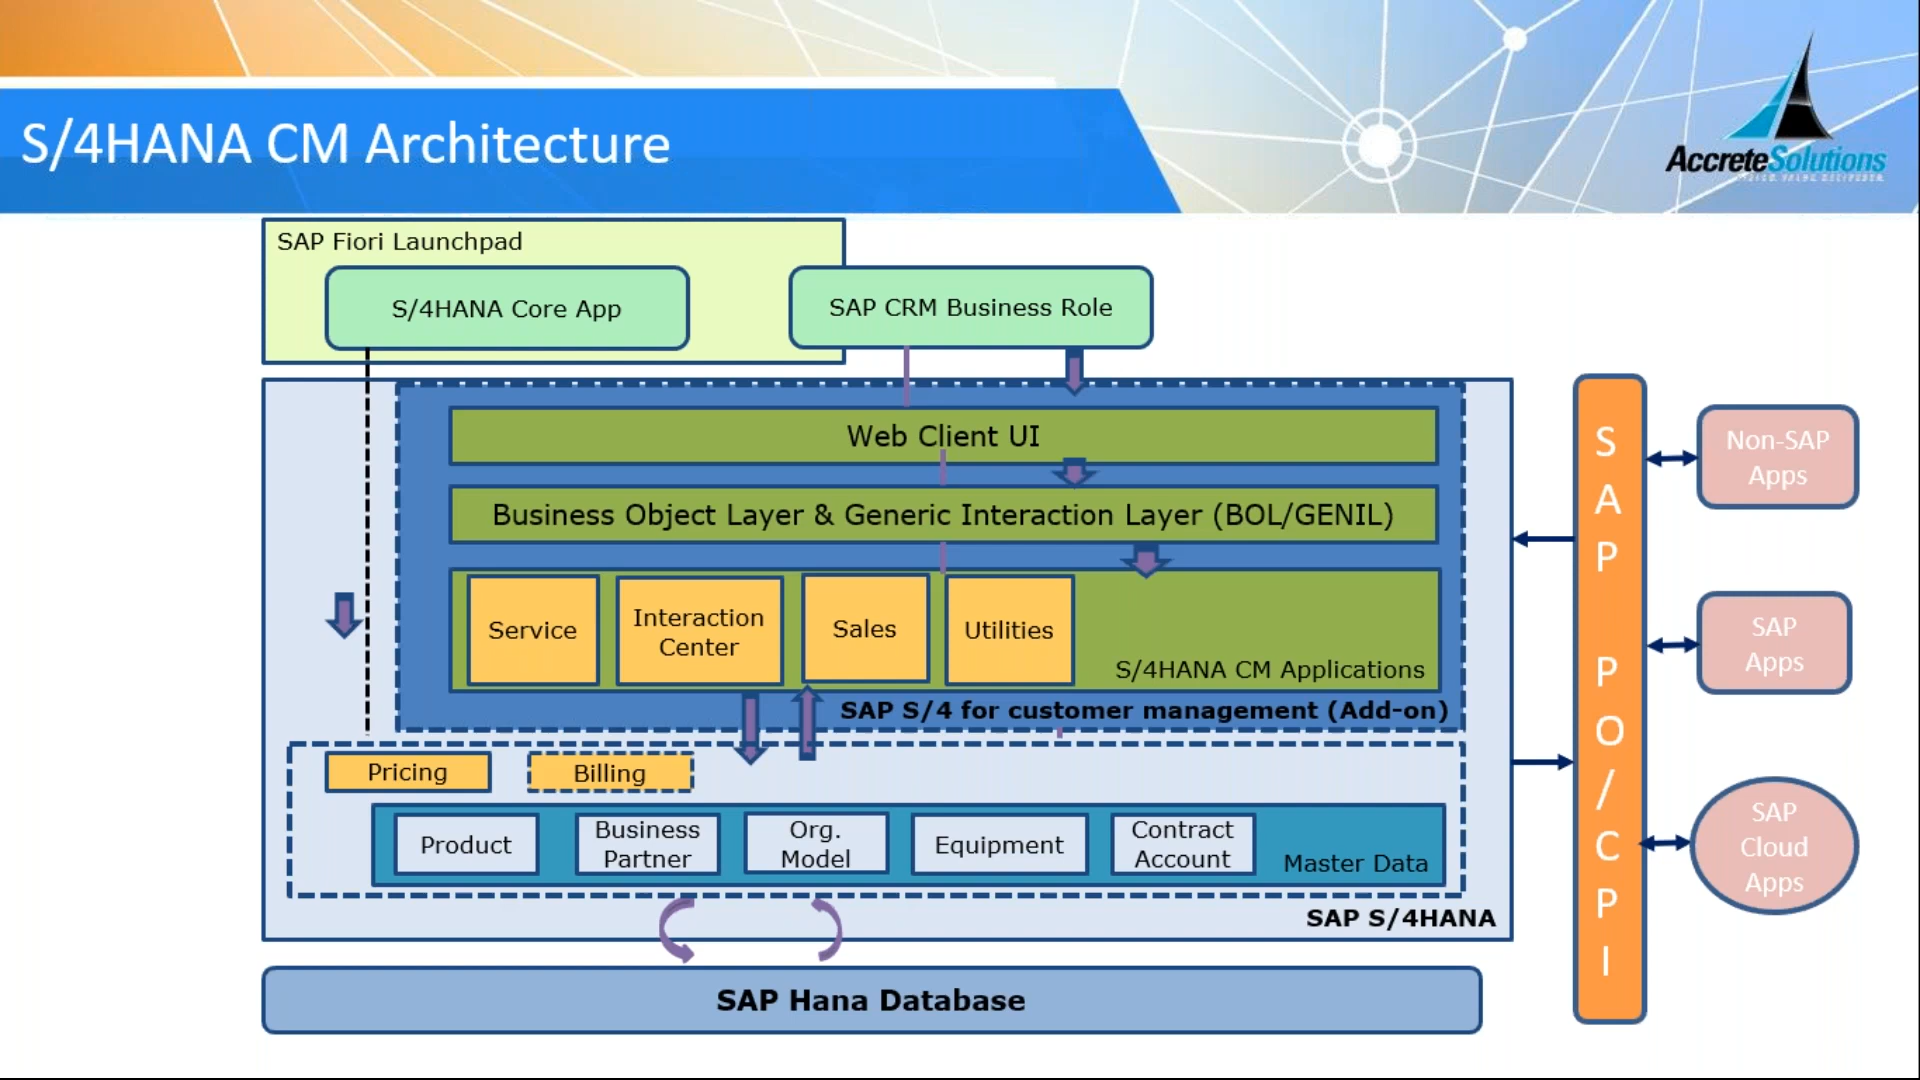 S/4HANA CM Architecture
AccreteSolutions
SAP Fiori Launchpad
S/4HANA Core App
SAP CRM Business Role
Web Client UI
Business Object Layer & Generic Interaction Layer (BOL/GENIL)
Service
Interaction
Center
Sales
Utilities
S/4HANA CM Applications
SAP S/4 for customer management (Add-on)
Pricing
Billing
Product
Business
Partner
Org.
Model
Equipment
Contract
Account
Master Data
SAP S/4HANA
SAP Hana Database
S
A
P
P
O
/
C
P
I
Non-SAP
Apps
SAP
Apps
SAP
Cloud
Apps